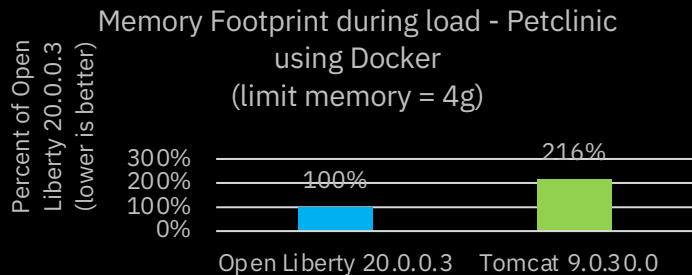 Memory Footprint during load - Petclinic
using Docker
(limit memory = 4g)
Percent of Open
Liberty 20.0.0.3
(lower is better)
300%
200%
100%
0%
100%
216%
Open Liberty 20.0.0.3
Tomcat 9.0.30.0